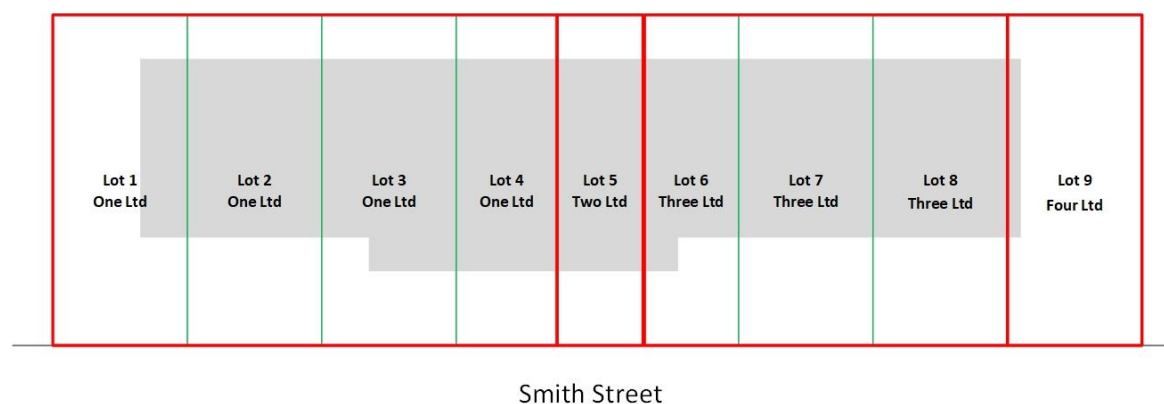 Lot 1
One Ltd
Lot 2
One Ltd
Lot 3
One Ltd
Lot 4
One Ltd
Lot 5
Two Ltd
Lot 6
Three Ltd
Lot 7
Three Ltd
Lot 8
Three Ltd
Lot 9
Four Ltd
Smith Street